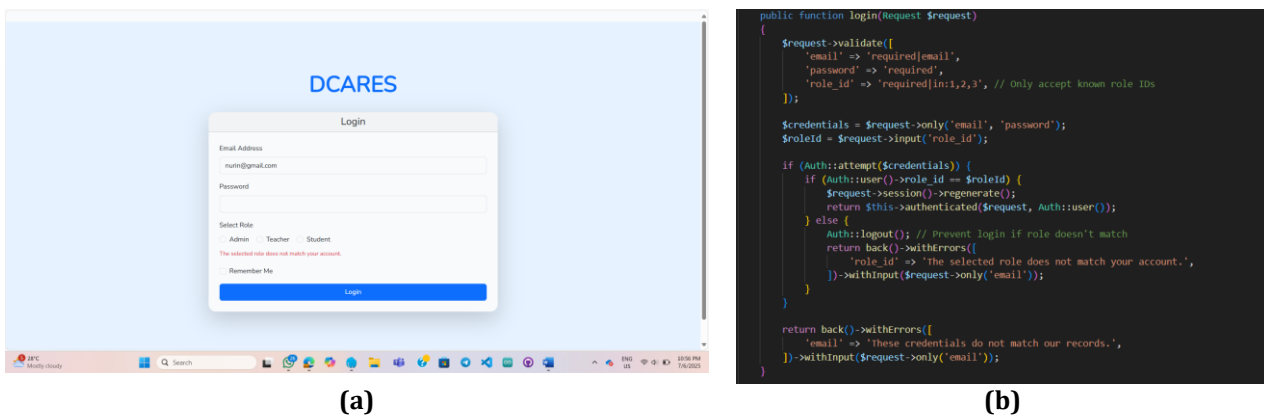 DCARES
Login
Email Address
nurin@gmail.com
Password
Select Role
Admin Teacher Student
The selected role does not match your account.
Remember Me
Login
28°C
Mostly cloudy
Search
ENG
US
10:56 PM
7/6/2025
(a)
public function login(Request $request)
{
$request->validate([
'email' => 'required|email',
'password' => 'required',
'role_id' => 'required|in:1,2,3', // Only accept known role IDs
]);
$credentials = $request->only('email', 'password');
$roleId = $request->input('role_id');
if (Auth::attempt($credentials)) {
if (Auth::user()->role_id == $roleId) {
$request->session()->regenerate();
return $this->authenticated($request, Auth::user());
} else {
Auth::logout(); // Prevent login if role doesn't match
return back()->withErrors([
'role_id' => 'The selected role does not match your account.',
])->withInput($request->only('email'));
}
}
return back()->withErrors([
'email' => 'These credentials do not match our records.',
])->withInput($request->only('email'));
}
(b)